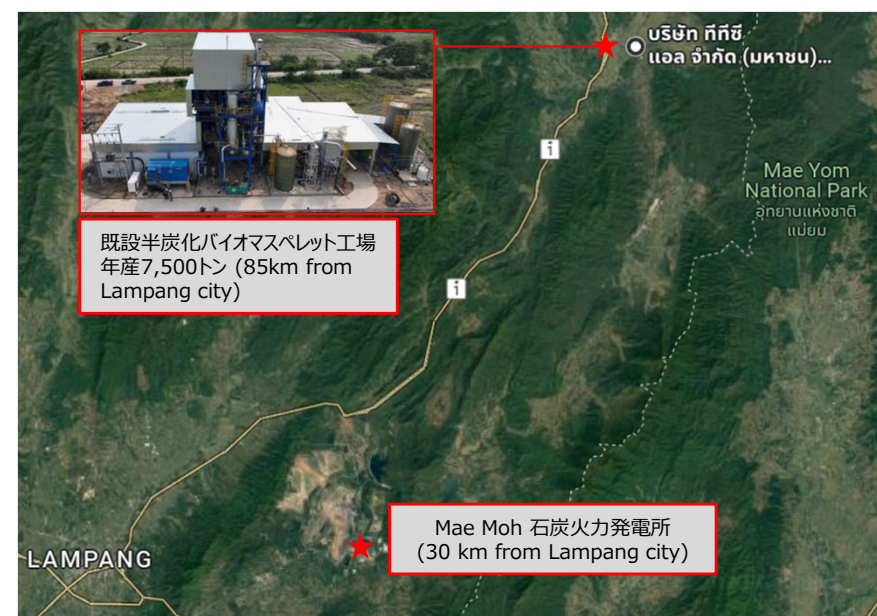 บริษัท ทีทีซี
แอล จำกัด (มหาชน)...
1
Mae Yom
National Park
อุทยานแห่งชาติ
แม่ยม
既設半炭化バイオマスペレット工場
年産7,500トン (85km from
Lampang city)
1
Mae Moh 石炭火力発電所
(30 km from Lampang city)
LAMPANG